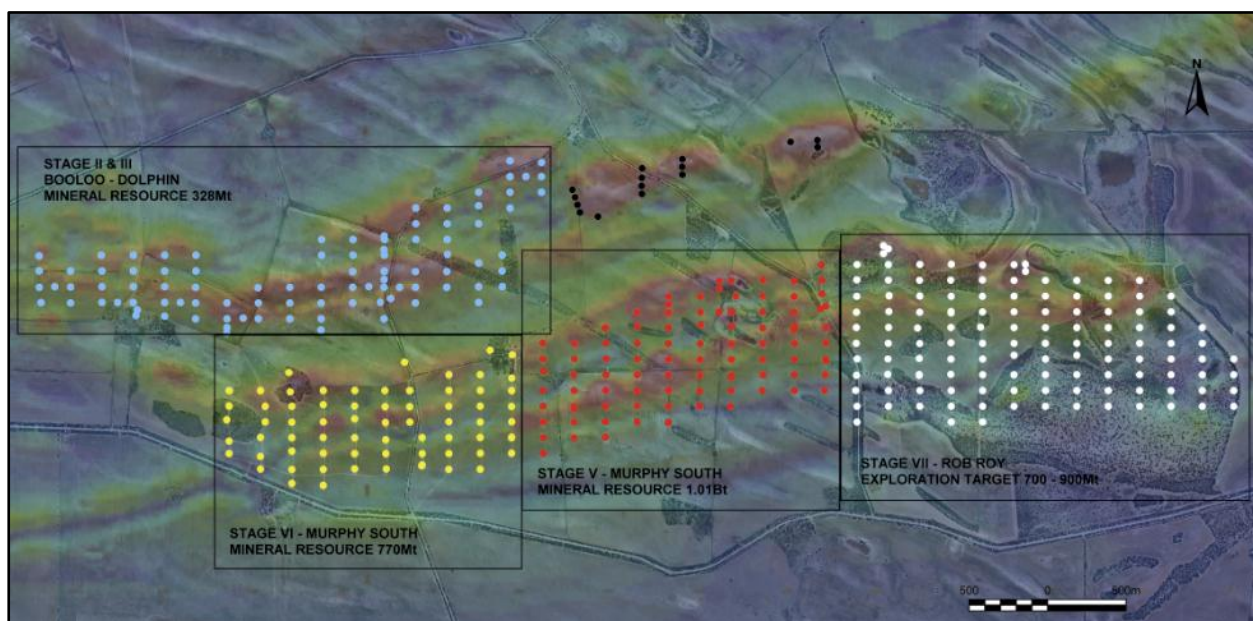 N
STAGE II & III
BOOLOO - DOLPHIN
MINERAL RESOURCE 328Mt
STAGE V - MURPHY SOUTH
MINERAL RESOURCE 1.01Bt
STAGE VII - ROB ROY
EXPLORATION TARGET 700 - 900Mt
STAGE VI - MURPHY SOUTH
MINERAL RESOURCE 770Mt
500 0 500m